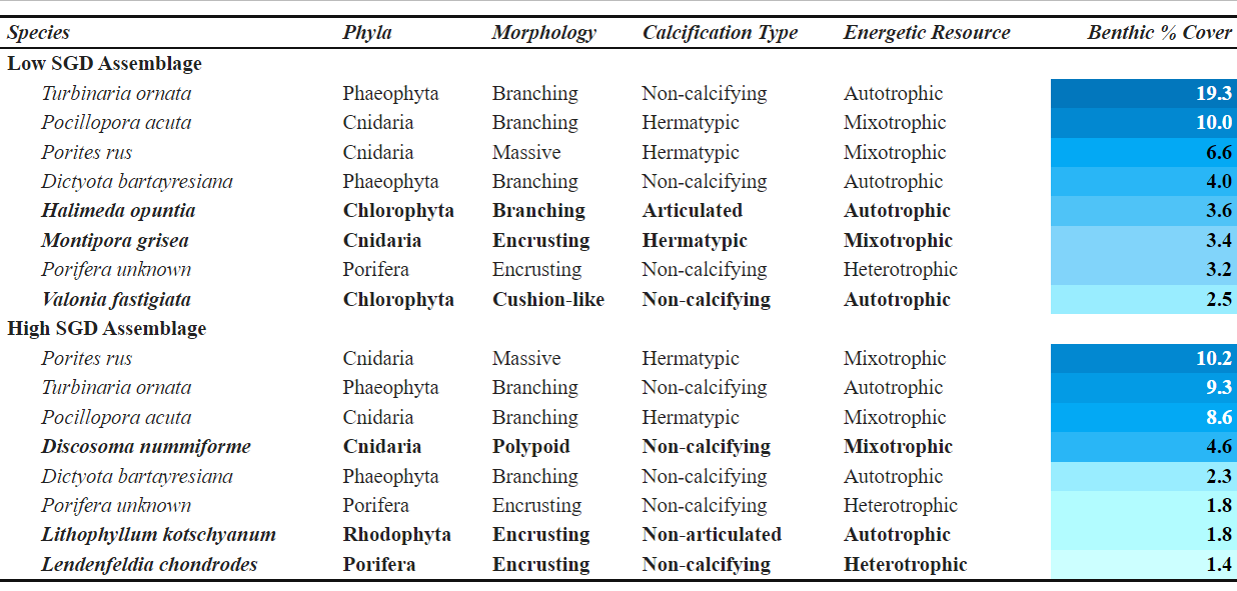 Species Phyla Morphology Calcification Type Energetic Resource Benthic % Cover
Low SGD Assemblage
Turbinaria ornata Phaeophyta Branching Non-calcifying Autotrophic 19.3
Pocillopora acuta Cnidaria Branching Hermatypic Mixotrophic 10.0
Porites rus Cnidaria Massive Hermatypic Mixotrophic 6.6
Dictyota bartayresiana Phaeophyta Branching Non-calcifying Autotrophic 4.0
Halimeda opuntia Chlorophyta Branching Articulated Autotrophic 3.6
Montipora grisea Cnidaria Encrusting Hermatypic Mixotrophic 3.4
Porifera unknown Porifera Encrusting Non-calcifying Heterotrophic 3.2
Valonia fastigiata Chlorophyta Cushion-like Non-calcifying Autotrophic 2.5
High SGD Assemblage
Porites rus Cnidaria Massive Hermatypic Mixotrophic 10.2
Turbinaria ornata Phaeophyta Branching Non-calcifying Autotrophic 9.3
Pocillopora acuta Cnidaria Branching Hermatypic Mixotrophic 8.6
Discosoma nummiforme Cnidaria Polypoid Non-calcifying Mixotrophic 4.6
Dictyota bartayresiana Phaeophyta Branching Non-calcifying Autotrophic 2.3
Porifera unknown Porifera Encrusting Non-calcifying Heterotrophic 1.8
Lithophyllum kotschyanum Rhodophyta Encrusting Non-articulated Autotrophic 1.8
Lendenfeldia chondrodes Porifera Encrusting Non-calcifying Heterotrophic 1.4